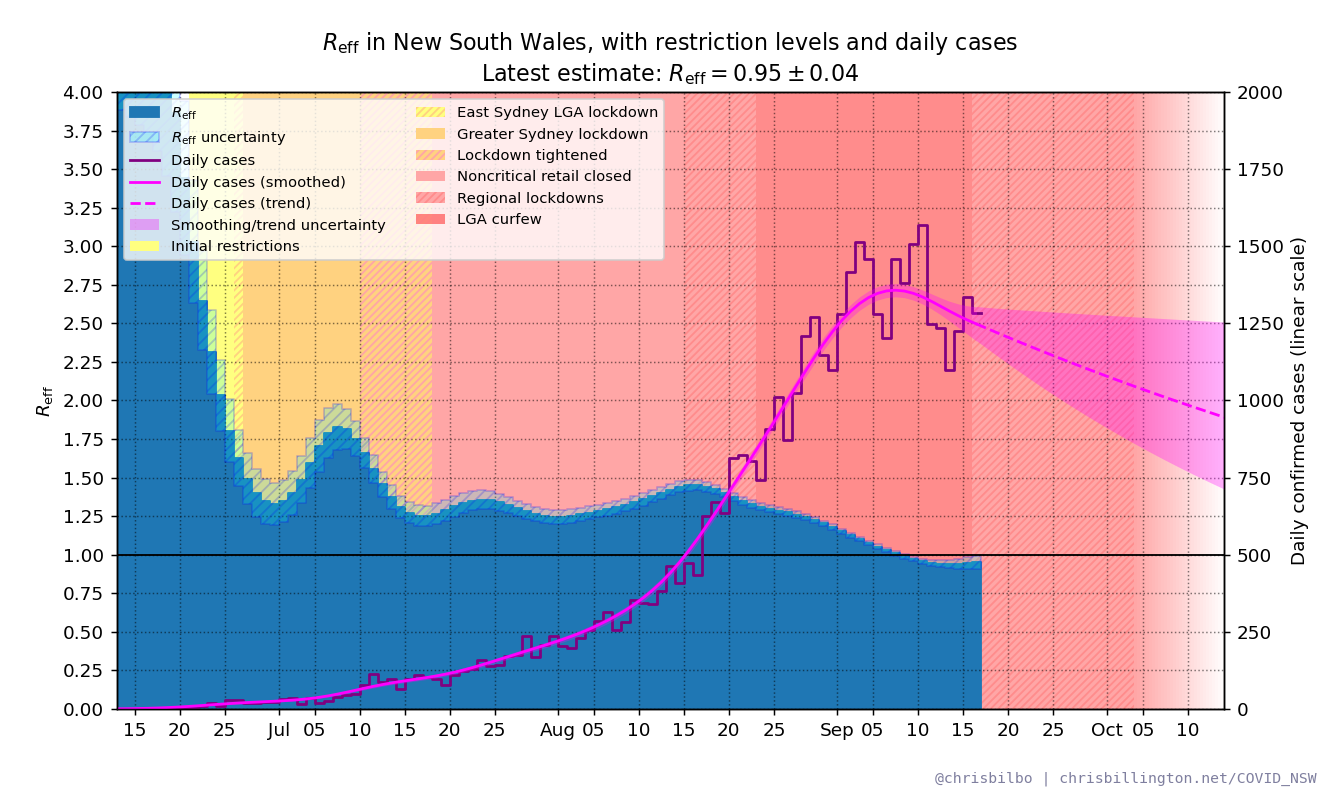 Reff in New South Wales, with restriction levels and daily cases
Latest estimate: Reff = 0.95 ± 0.04
4.00
3.75
3.50
3.25
3.00
2.75
2.50
2.25
2.00
1.75
1.50
1.25
1.00
0.75
0.50
0.25
0.00
Reff
Reff
Reff uncertainty
Daily cases
Daily cases (smoothed)
Daily cases (trend)
Smoothing/trend uncertainty
Initial restrictions
East Sydney LGA lockdown
Greater Sydney lockdown
Lockdown tightened
Noncritical retail closed
Regional lockdowns
LGA curfew
2000
1750
1500
1250
1000
750
500
250
0
Daily confirmed cases (linear scale)
15 20 25 Jul 05 10 15 20 25 Aug 05 10 15 20 25 Sep 05 10 15 20 25 Oct 05 10
@chrisbilbo | chrisbillington.net/COVID_NSW